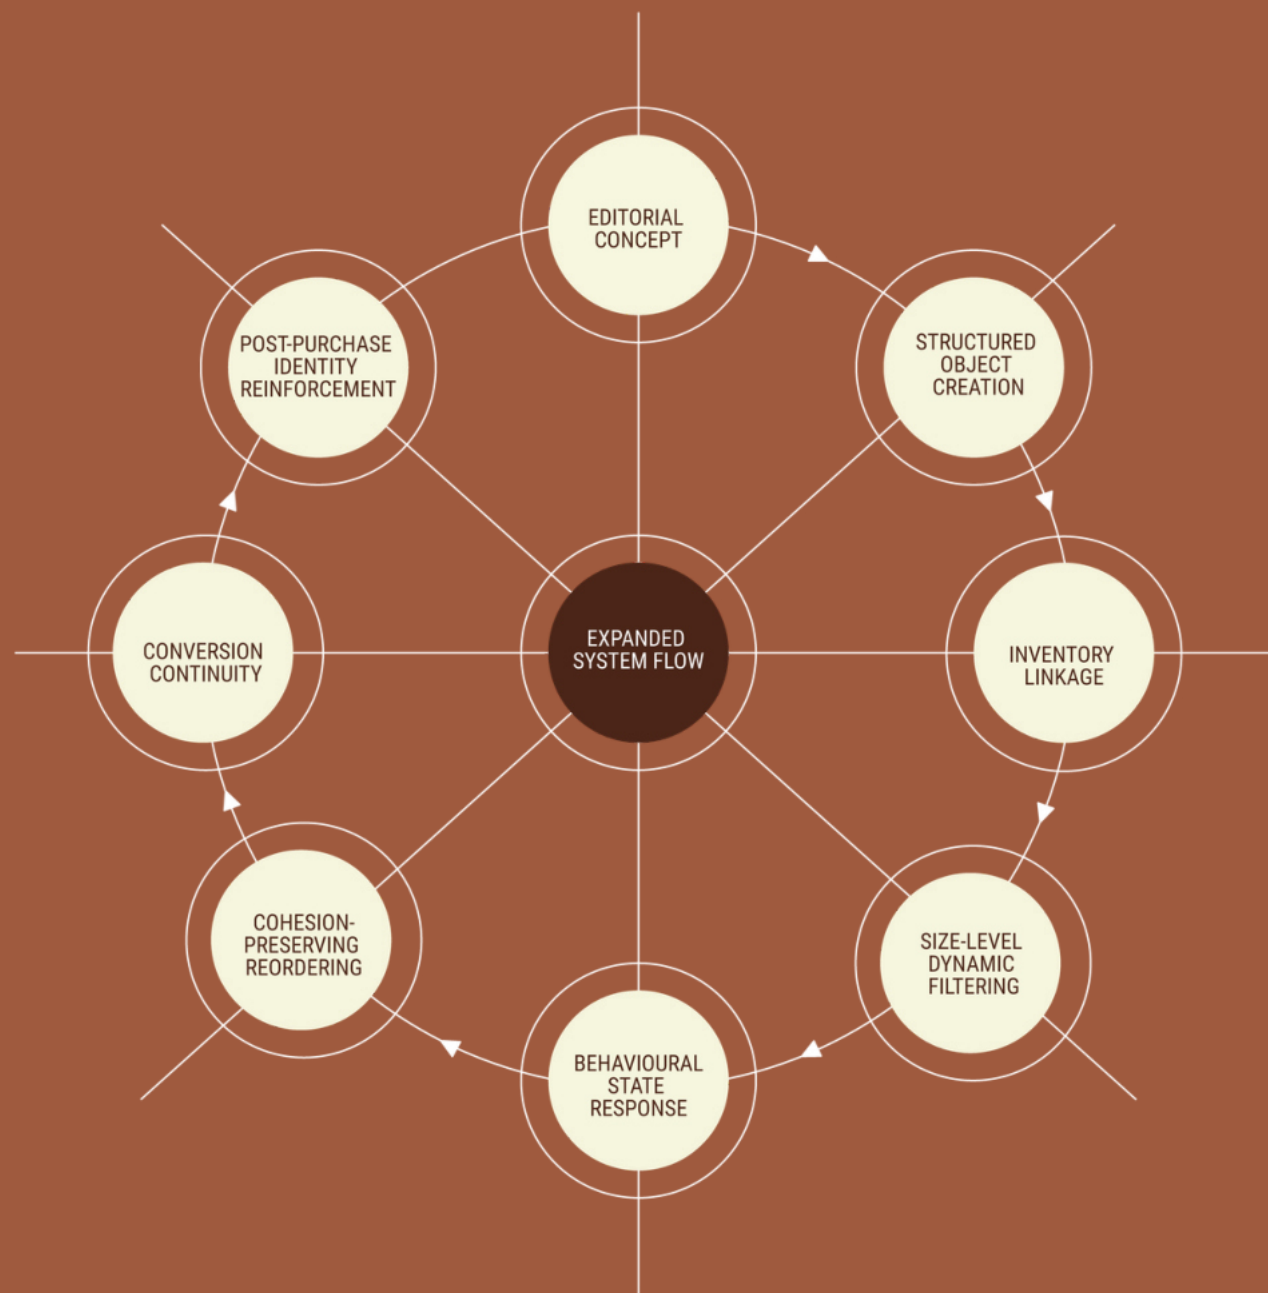 EDITORIAL
CONCEPT
STRUCTURED
OBJECT
CREATION
INVENTORY
LINKAGE
SIZE-LEVEL
DYNAMIC
FILTERING
BEHAVIOURAL
STATE
RESPONSE
COHESION-
PRESERVING
REORDERING
CONVERSION
CONTINUITY
POST-PURCHASE
IDENTITY
REINFORCEMENT
EXPANDED
SYSTEM FLOW